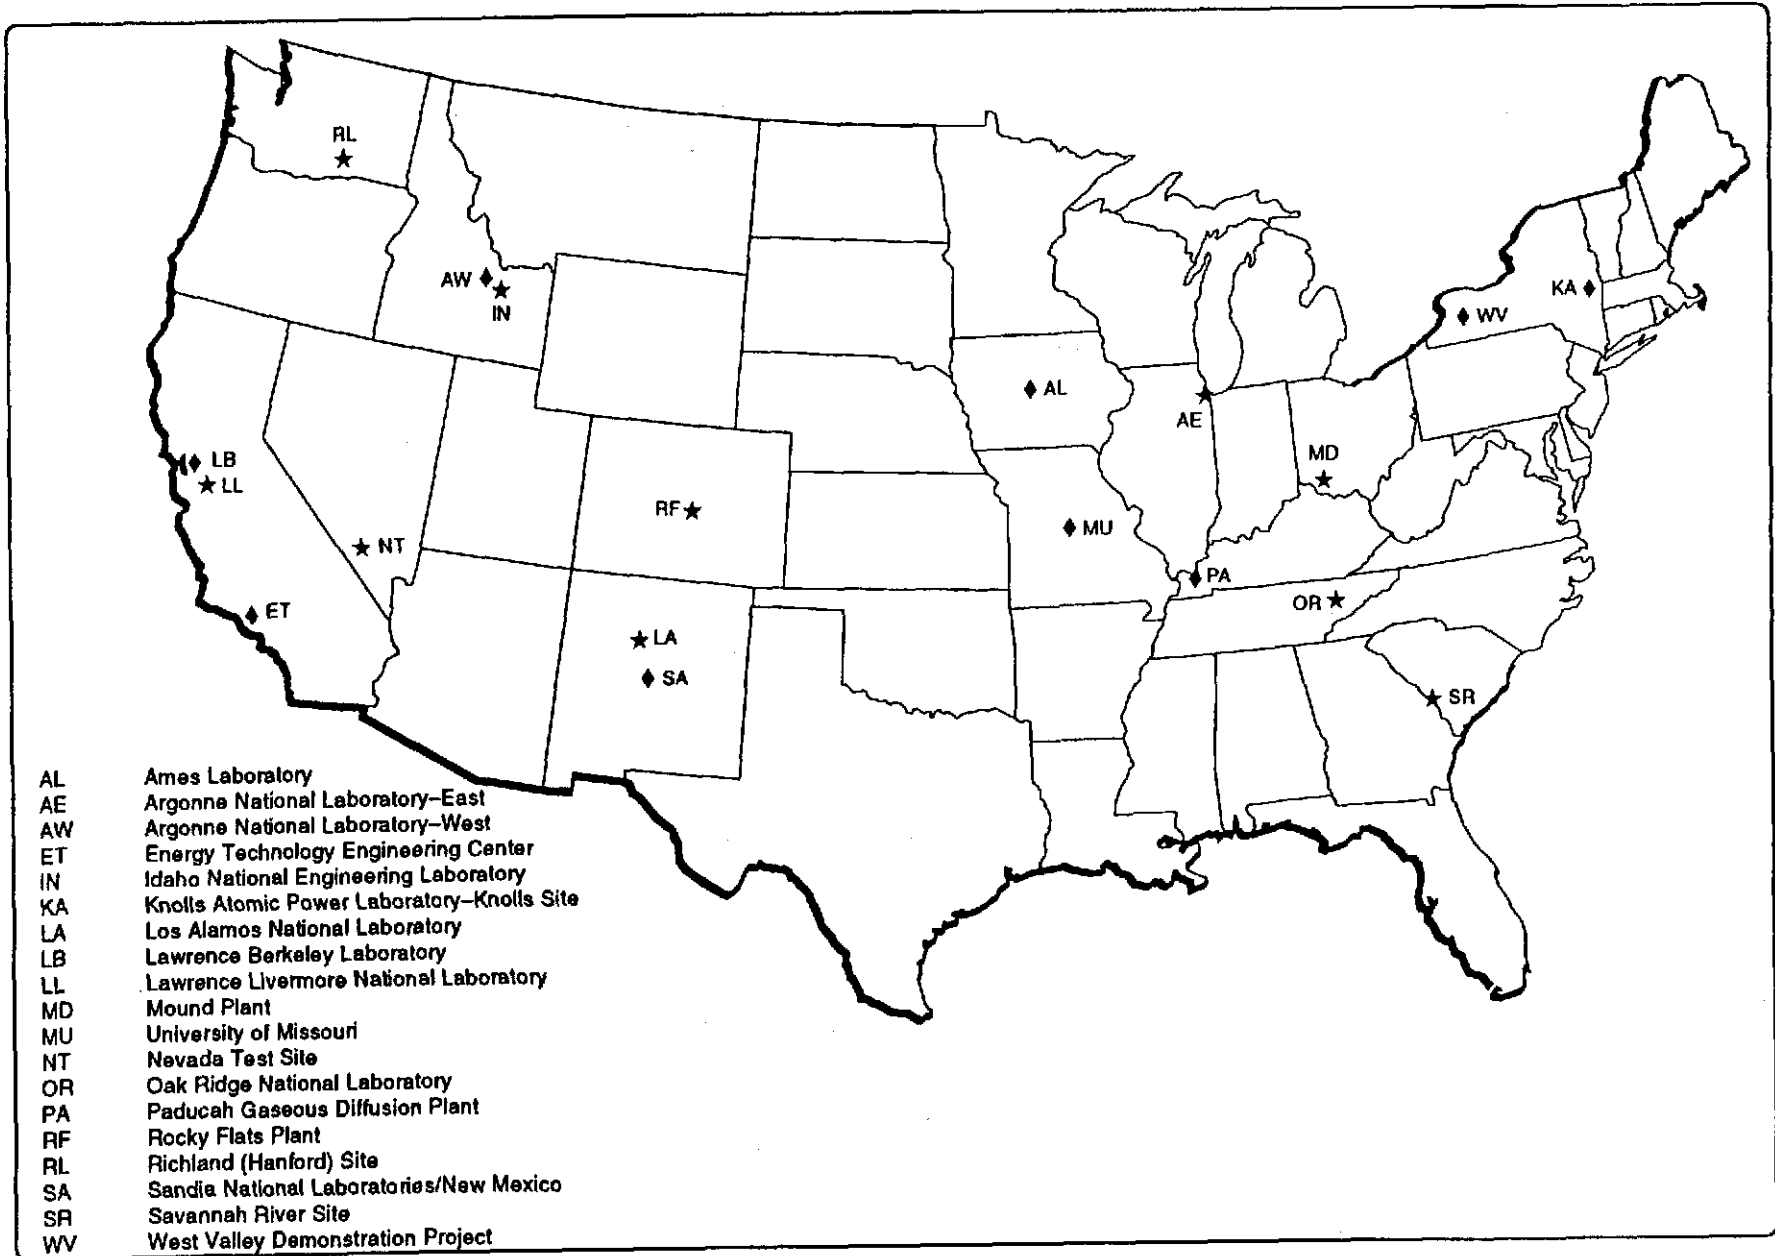 RL
AW
IN
KA
WV
AL
AE
MD
LB
LL
RF
MU
NT
PA
OR
ET
LA
SA
SR
AL Ames Laboratory
AE Argonne National Laboratory–East
AW Argonne National Laboratory–West
ET Energy Technology Engineering Center
IN Idaho National Engineering Laboratory
KA Knolls Atomic Power Laboratory–Knolls Site
LA Los Alamos National Laboratory
LB Lawrence Berkeley Laboratory
LL Lawrence Livermore National Laboratory
MD Mound Plant
MU University of Missouri
NT Nevada Test Site
OR Oak Ridge National Laboratory
PA Paducah Gaseous Diffusion Plant
RF Rocky Flats Plant
RL Richland (Hanford) Site
SA Sandia National Laboratories/New Mexico
SR Savannah River Site
WV West Valley Demonstration Project